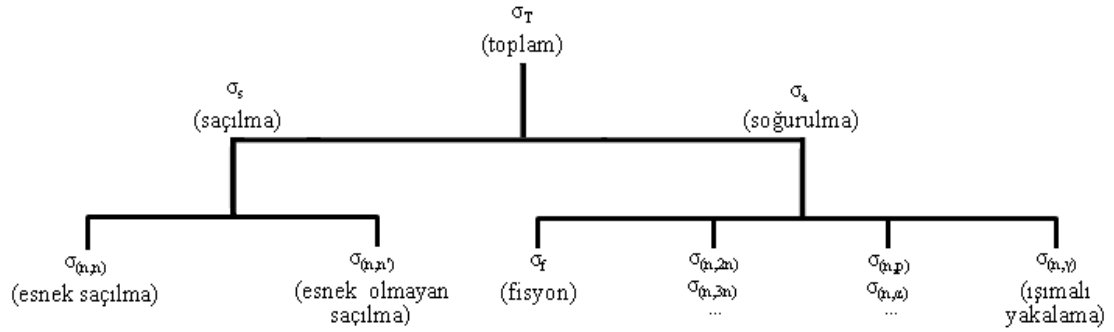 σT
(toplam)
σs
(saçılma)
σa
(soğurulma)
σ(n,n)
(esnek saçılma)
σ(n,n')
(esnek olmayan
saçılma)
σf
(fisyon)
σ(n,2n)
σ(n,3n)
...
σ(n,p)
σ(n,α)
...
σ(n,γ)
(ışımalı
yakalama)